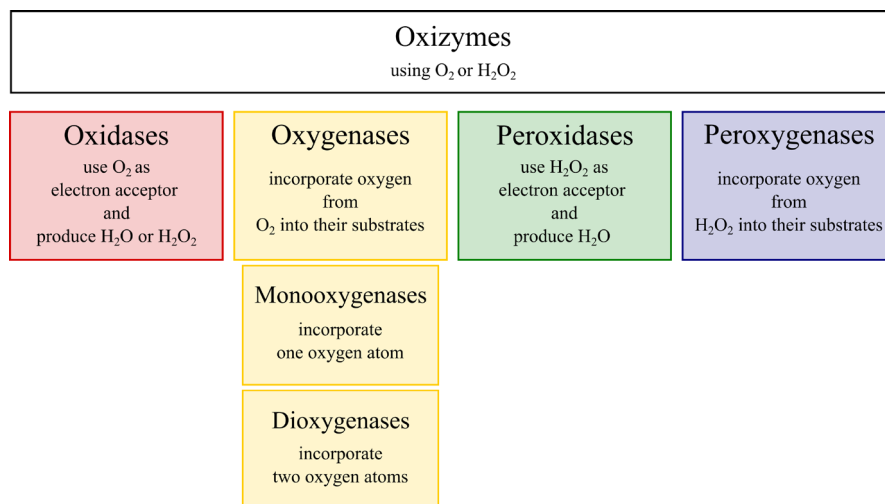 Oxizymes
using O₂ or H₂O₂
Oxidases
use O₂ as
electron acceptor
and
produce H₂O or H₂O₂
Oxygenases
incorporate oxygen
from
O₂ into their substrates
Peroxidases
use H₂O₂ as
electron acceptor
and
produce H₂O
Peroxygenases
incorporate oxygen
from
H₂O₂ into their substrates
Monooxygenases
incorporate
one oxygen atom
Dioxygenases
incorporate
two oxygen atoms